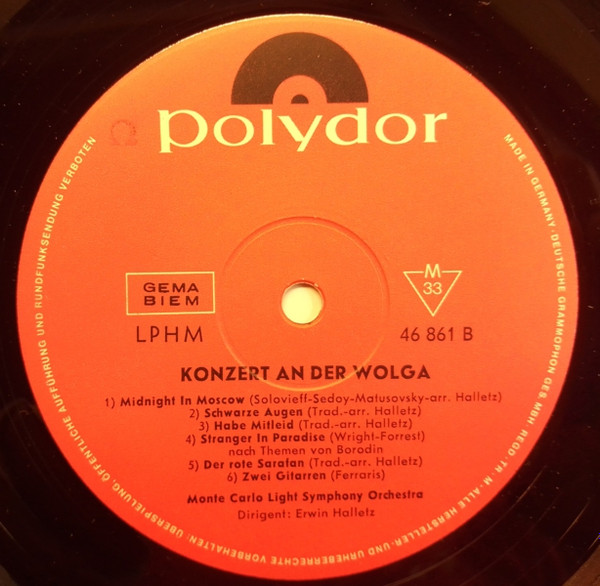 polydor
GEMA
BIEM
LPHM
M
33
46 861 B
KONZERT AN DER WOLGA
1) Midnight In Moscow (Solovieff-Sedoy-Matusovsky-arr. Halletz)
2) Schwarze Augen (Trad.-arr. Halletz)
3) Habe Mitleid (Trad.-arr. Halletz)
4) Stranger In Paradise (Wright-Forrest)
nach Themen von Borodin
5) Der rote Sarafan (Trad.-arr. Halletz)
6) Zwei Gitarren (Ferraris)
Monte Carlo Light Symphony Orchestra
Dirigent: Erwin Halletz
MADE IN GERMANY · DEUTSCHE GRAMMOPHON GES. MBH · REGD. TR. M. · ALLE HERSTELLER- UND URHEBERRECHTE VORBEHALTEN: ÜBERSPIELUNG, ÖFFENTLICHE AUFFÜHRUNG UND RUNDFUNKSENDUNG VERBOTEN